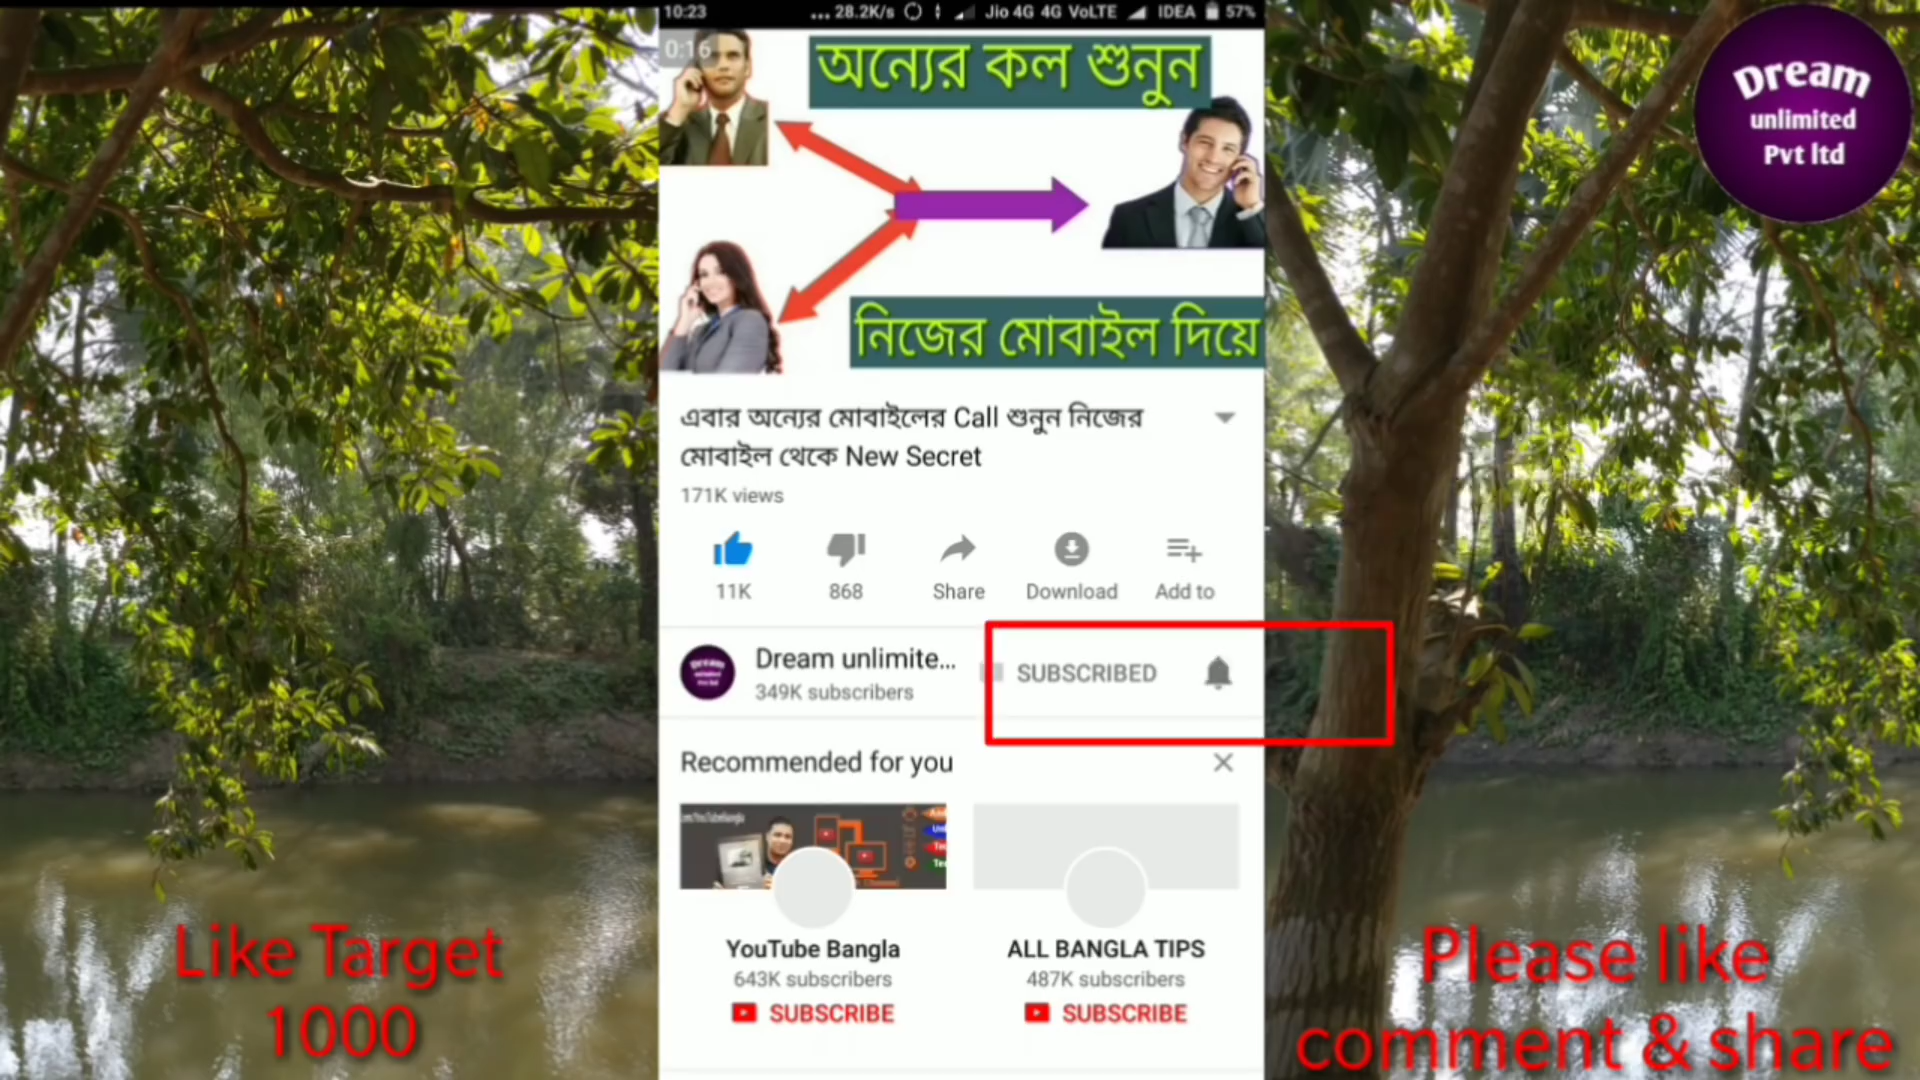 10:23 ... 28.2K/s Jio 4G 4G VoLTE IDEA 57%
0:16
অন্যের কল শুনুন
নিজের মোবাইল দিয়ে
Dream
unlimited
Pvt ltd
এবার অন্যের মোবাইলের Call শুনুন নিজের
মোবাইল থেকে New Secret
171K views
11K 868 Share Download Add to
Dream unlimite...
349K subscribers
SUBSCRIBED
Recommended for you
YouTube Bangla
643K subscribers
SUBSCRIBE
ALL BANGLA TIPS
487K subscribers
SUBSCRIBE
Like Target
1000
Please like
comment & share